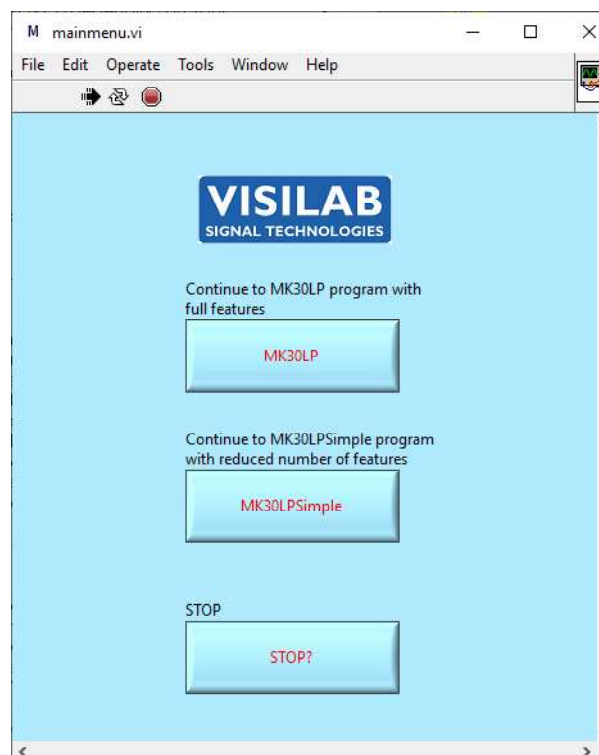 M mainmenu.vi
File Edit Operate Tools Window Help
VISILAB
SIGNAL TECHNOLOGIES
Continue to MK30LP program with
full features
MK30LP
Continue to MK30LPSimple program
with reduced number of features
MK30LPSimple
STOP
STOP?